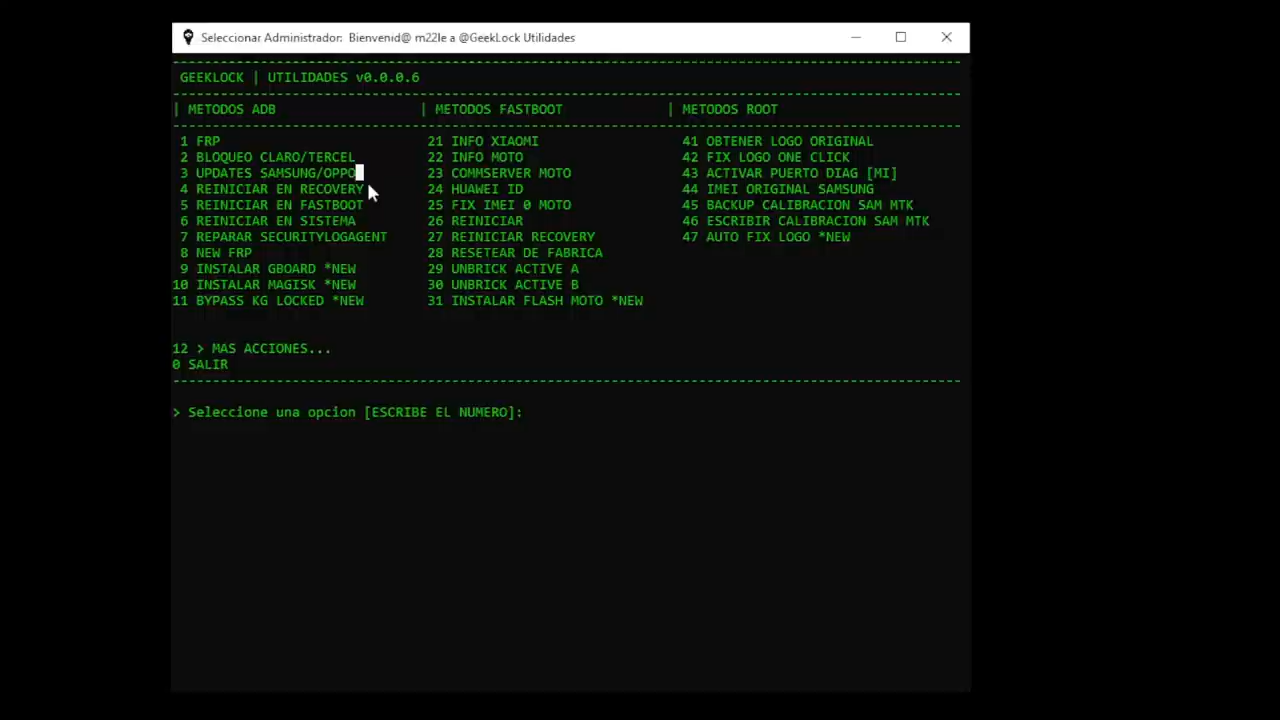 Seleccionar Administrador: Bienvenid@ m22le a @GeekLock Utilidades
GEEKLOCK | UTILIDADES v0.0.0.6
| METODOS ADB | METODOS FASTBOOT | METODOS ROOT
1 FRP 21 INFO XIAOMI 41 OBTENER LOGO ORIGINAL
2 BLOQUEO CLARO/TERCEL 22 INFO MOTO 42 FIX LOGO ONE CLICK
3 UPDATES SAMSUNG/OPPO 23 COMMSERVER MOTO 43 ACTIVAR PUERTO DIAG [MI]
4 REINICIAR EN RECOVERY 24 HUAWEI ID 44 IMEI ORIGINAL SAMSUNG
5 REINICIAR EN FASTBOOT 25 FIX IMEI 0 MOTO 45 BACKUP CALIBRACION SAM MTK
6 REINICIAR EN SISTEMA 26 REINICIAR 46 ESCRIBIR CALIBRACION SAM MTK
7 REPARAR SECURITYLOGAGENT 27 REINICIAR RECOVERY 47 AUTO FIX LOGO *NEW
8 NEW FRP 28 RESETEAR DE FABRICA
9 INSTALAR GBOARD *NEW 29 UNBRICK ACTIVE A
10 INSTALAR MAGISK *NEW 30 UNBRICK ACTIVE B
11 BYPASS KG LOCKED *NEW 31 INSTALAR FLASH MOTO *NEW
12 > MAS ACCIONES...
0 SALIR
> Seleccione una opcion [ESCRIBE EL NUMERO]: